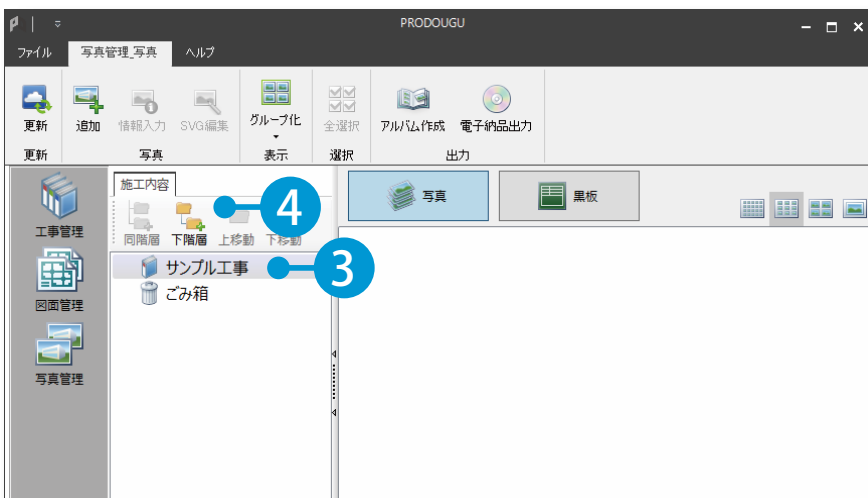 PRODOUGU
ファイル 写真管理_写真 ヘルプ
更新 追加 情報入力 SVG編集 グループ化 全選択 アルバム作成 電子納品出力
更新 写真 表示 選択 出力
工事管理
図面管理
写真管理
施工内容
同階層 下階層 上移動 下移動
4
サンプル工事
3
ごみ箱
写真 黒板